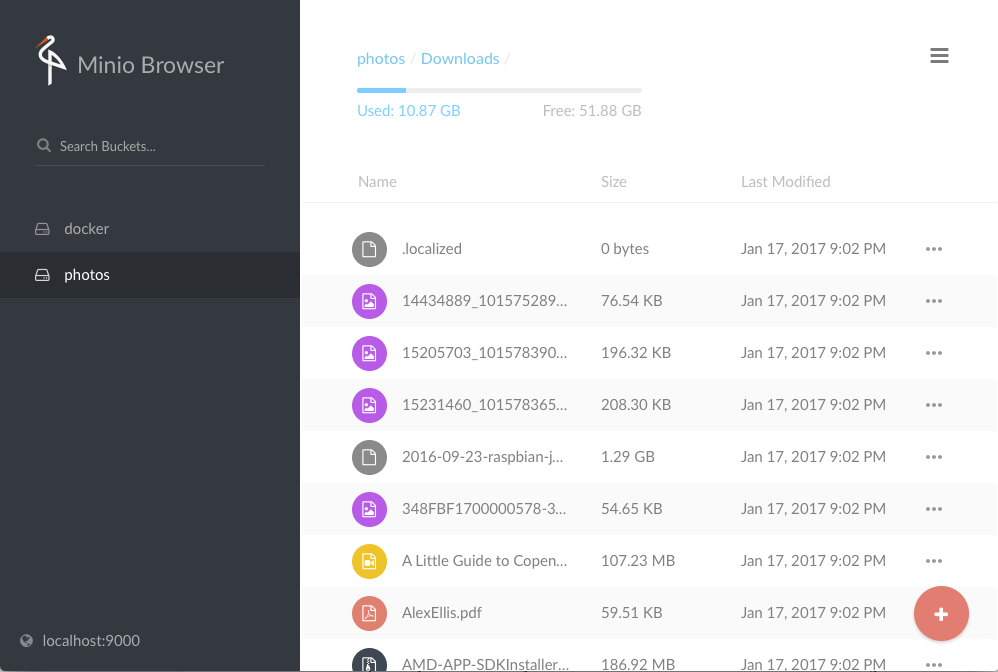 Minio Browser
Search Buckets...
docker
photos
localhost:9000
photos / Downloads /
Used: 10.87 GB Free: 51.88 GB
Name Size Last Modified
.localized 0 bytes Jan 17, 2017 9:02 PM
14434889_101575289... 76.54 KB Jan 17, 2017 9:02 PM
15205703_101578390... 196.32 KB Jan 17, 2017 9:02 PM
15231460_101578365... 208.30 KB Jan 17, 2017 9:02 PM
2016-09-23-raspbian-j... 1.29 GB Jan 17, 2017 9:02 PM
348FBF1700000578-3... 54.65 KB Jan 17, 2017 9:02 PM
A Little Guide to Copen... 107.23 MB Jan 17, 2017 9:02 PM
AlexEllis.pdf 59.51 KB Jan 17, 2017 9:02 PM
AMD-APP-SDKInstaller... 186.92 MB Jan 17, 2017 9:02 PM